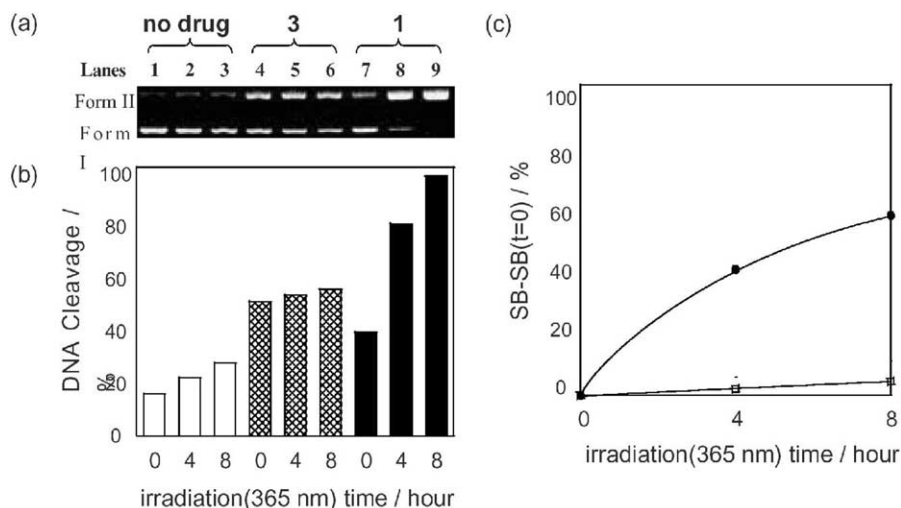 (a)
no drug 3 1
Lanes 1 2 3 4 5 6 7 8 9
Form II
Form
I
(b)
DNA Cleavage /
%
100
80
60
40
20
0
0 4 8 0 4 8 0 4 8
irradiation(365 nm) time / hour
(c)
SB-SB(t=0) / %
100
80
60
40
20
0
0 4 8
irradiation(365 nm) time / hour